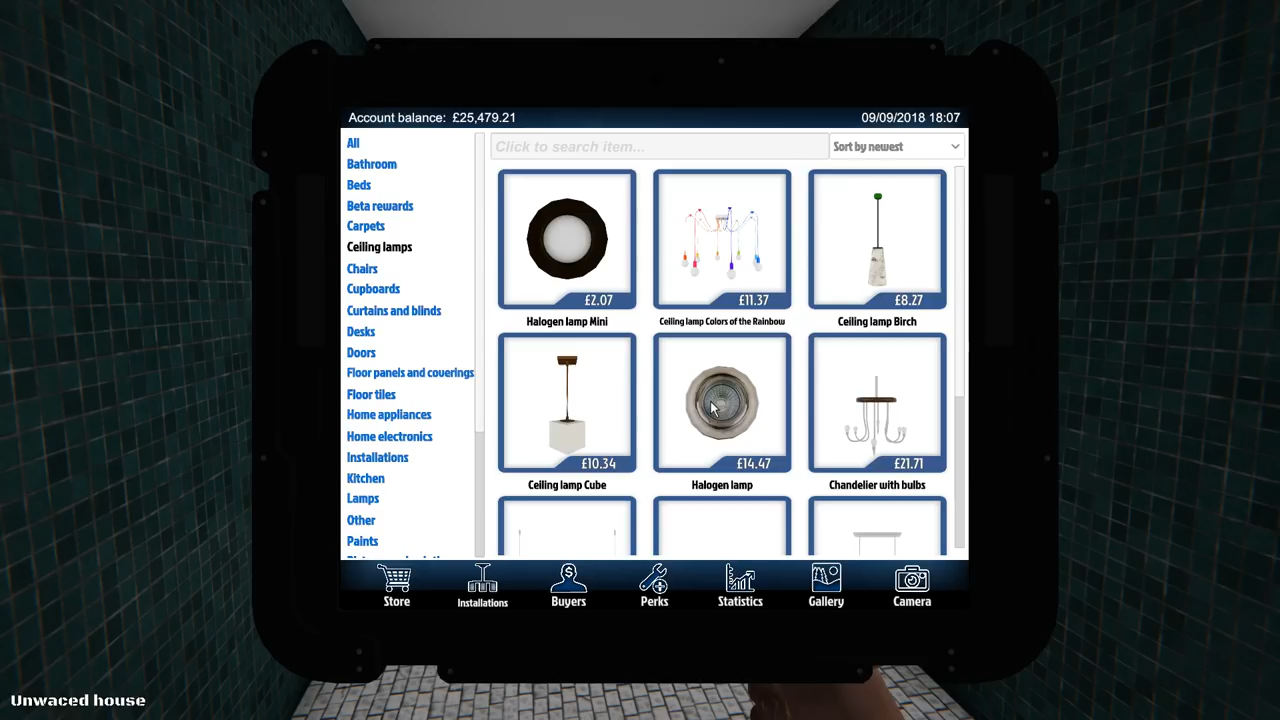 Account balance: £25,479.21
09/09/2018 18:07
All
Bathroom
Beds
Beta rewards
Carpets
Ceiling lamps
Chairs
Cupboards
Curtains and blinds
Desks
Doors
Floor panels and coverings
Floor tiles
Home appliances
Home electronics
Installations
Kitchen
Lamps
Other
Paints
Click to search item...
Sort by newest
£2.07
£11.37
£8.27
Halogen lamp Mini
Ceiling lamp Colors of the Rainbow
Ceiling lamp Birch
£10.34
£14.47
£21.71
Ceiling lamp Cube
Halogen lamp
Chandelier with bulbs
Store
Installations
Buyers
Perks
Statistics
Gallery
Camera
Unwaced house